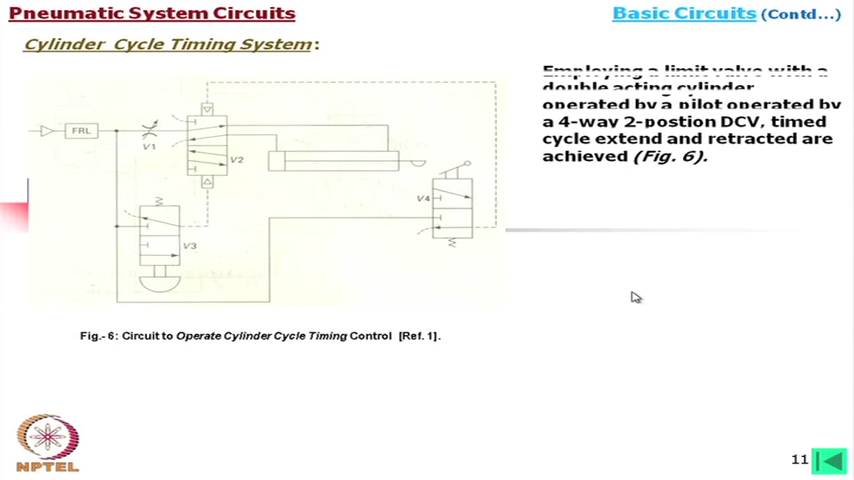 Pneumatic System Circuits
Basic Circuits (Contd...)
Cylinder Cycle Timing System:
Employing a limit valve with a
double acting cylinder
operated by a pilot operated by
a 4-way 2-postion DCV, timed
cycle extend and retracted are
achieved (Fig. 6).
FRL
V1
V2
V4
V3
Fig.- 6: Circuit to Operate Cylinder Cycle Timing Control [Ref. 1].
NPTEL
11